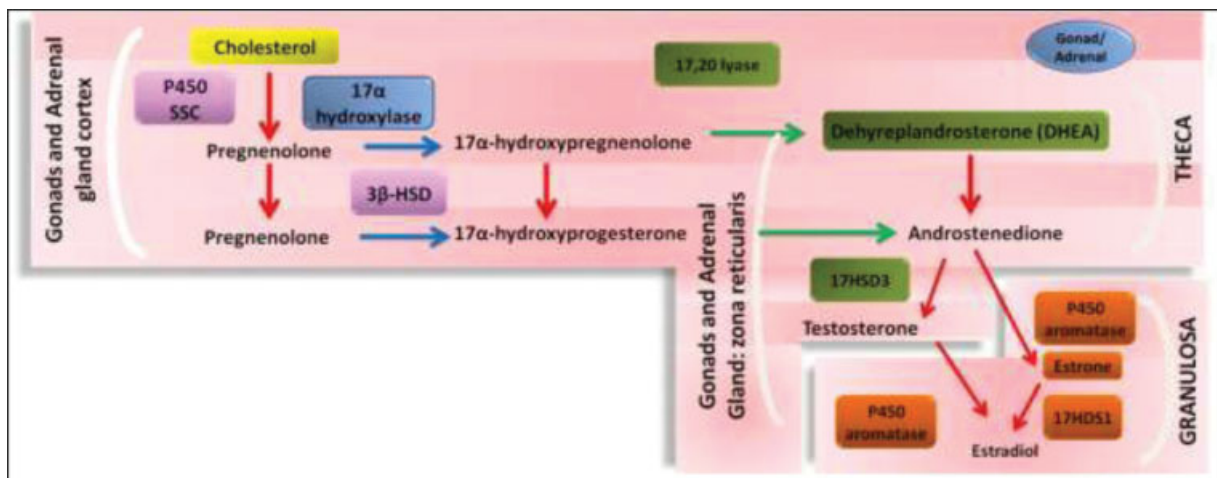 Gonads and Adrenal
gland cortex
Cholesterol
P450
SSC
17α
hydroxylase
17,20 lyase
Gonad/
Adrenal
Pregnenolone
17α-hydroxypregnenolone
Dehyreplandrosterone (DHEA)
THECA
3β-HSD
Pregnenolone
17α-hydroxyprogesterone
Androstenedione
Gonads and Adrenal
Gland: zona reticularis
17HSD3
Testosterone
P450
aromatase
Estrone
GRANULOSA
P450
aromatase
17HDS1
Estradiol